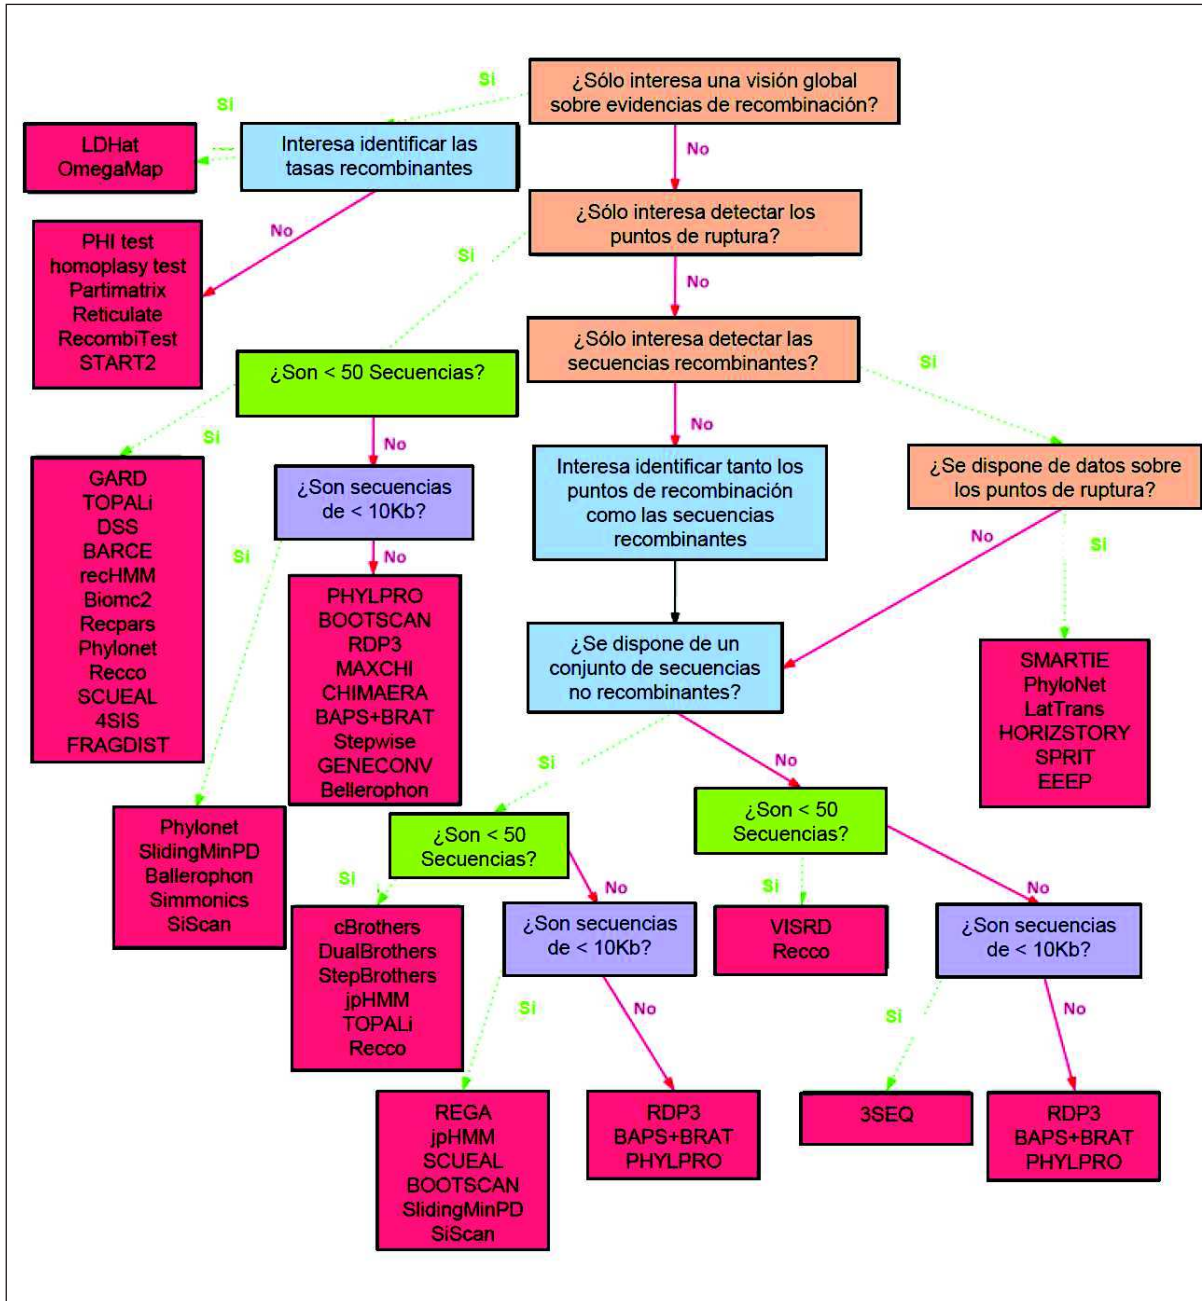 ¿Sólo interesa una visión global
sobre evidencias de recombinación?
Si
Si
No
LDHat
OmegaMap
Interesa identificar las
tasas recombinantes
No
¿Sólo interesa detectar los
puntos de ruptura?
Si
No
PHI test
homoplasy test
Partimatrix
Reticulate
RecombiTest
START2
¿Sólo interesa detectar las
secuencias recombinantes?
Si
No
¿Son < 50 Secuencias?
Si
No
Interesa identificar tanto los
puntos de recombinación
como las secuencias
recombinantes
¿Se dispone de datos sobre
los puntos de ruptura?
No
Si
GARD
TOPALi
DSS
BARCE
recHMM
Biomc2
Recpars
Phylonet
Recco
SCUEAL
4SIS
FRAGDIST
¿Son secuencias
de < 10Kb?
Si
No
PHYLPRO
BOOTSCAN
RDP3
MAXCHI
CHIMAERA
BAPS+BRAT
Stepwise
GENECONV
Bellerophon
¿Se dispone de un
conjunto de secuencias
no recombinantes?
Si
No
SMARTIE
PhyloNet
LatTrans
HORIZSTORY
SPRIT
EEEP
Phylonet
SlidingMinPD
Ballerophon
Simmonics
SiScan
¿Son < 50
Secuencias?
Si
No
¿Son < 50
Secuencias?
Si
No
cBrothers
DualBrothers
StepBrothers
jpHMM
TOPALi
Recco
¿Son secuencias
de < 10Kb?
Si
No
VISRD
Recco
¿Son secuencias
de < 10Kb?
Si
No
REGA
jpHMM
SCUEAL
BOOTSCAN
SlidingMinPD
SiScan
RDP3
BAPS+BRAT
PHYLPRO
3SEQ
RDP3
BAPS+BRAT
PHYLPRO